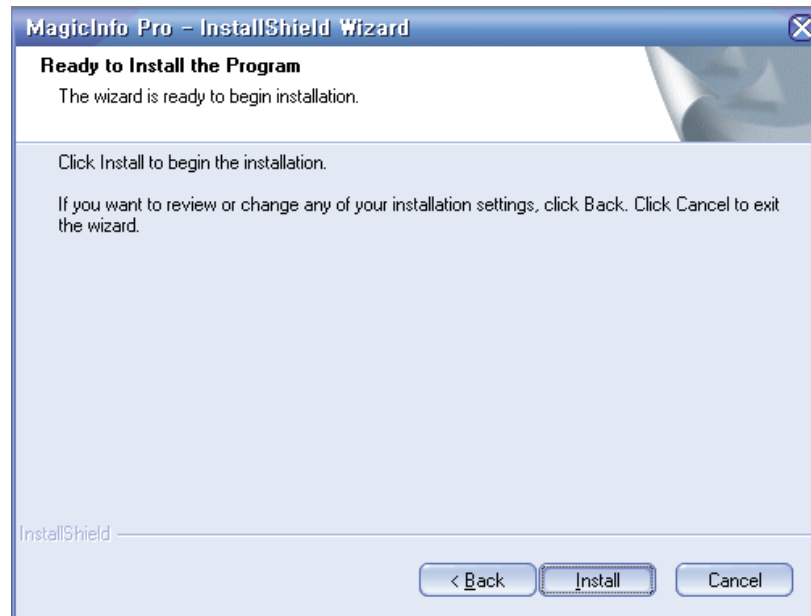 MagicInfo Pro - InstallShield Wizard
Ready to Install the Program
The wizard is ready to begin installation.
Click Install to begin the installation.
If you want to review or change any of your installation settings, click Back. Click Cancel to exit
the wizard.
InstallShield
< Back Install Cancel